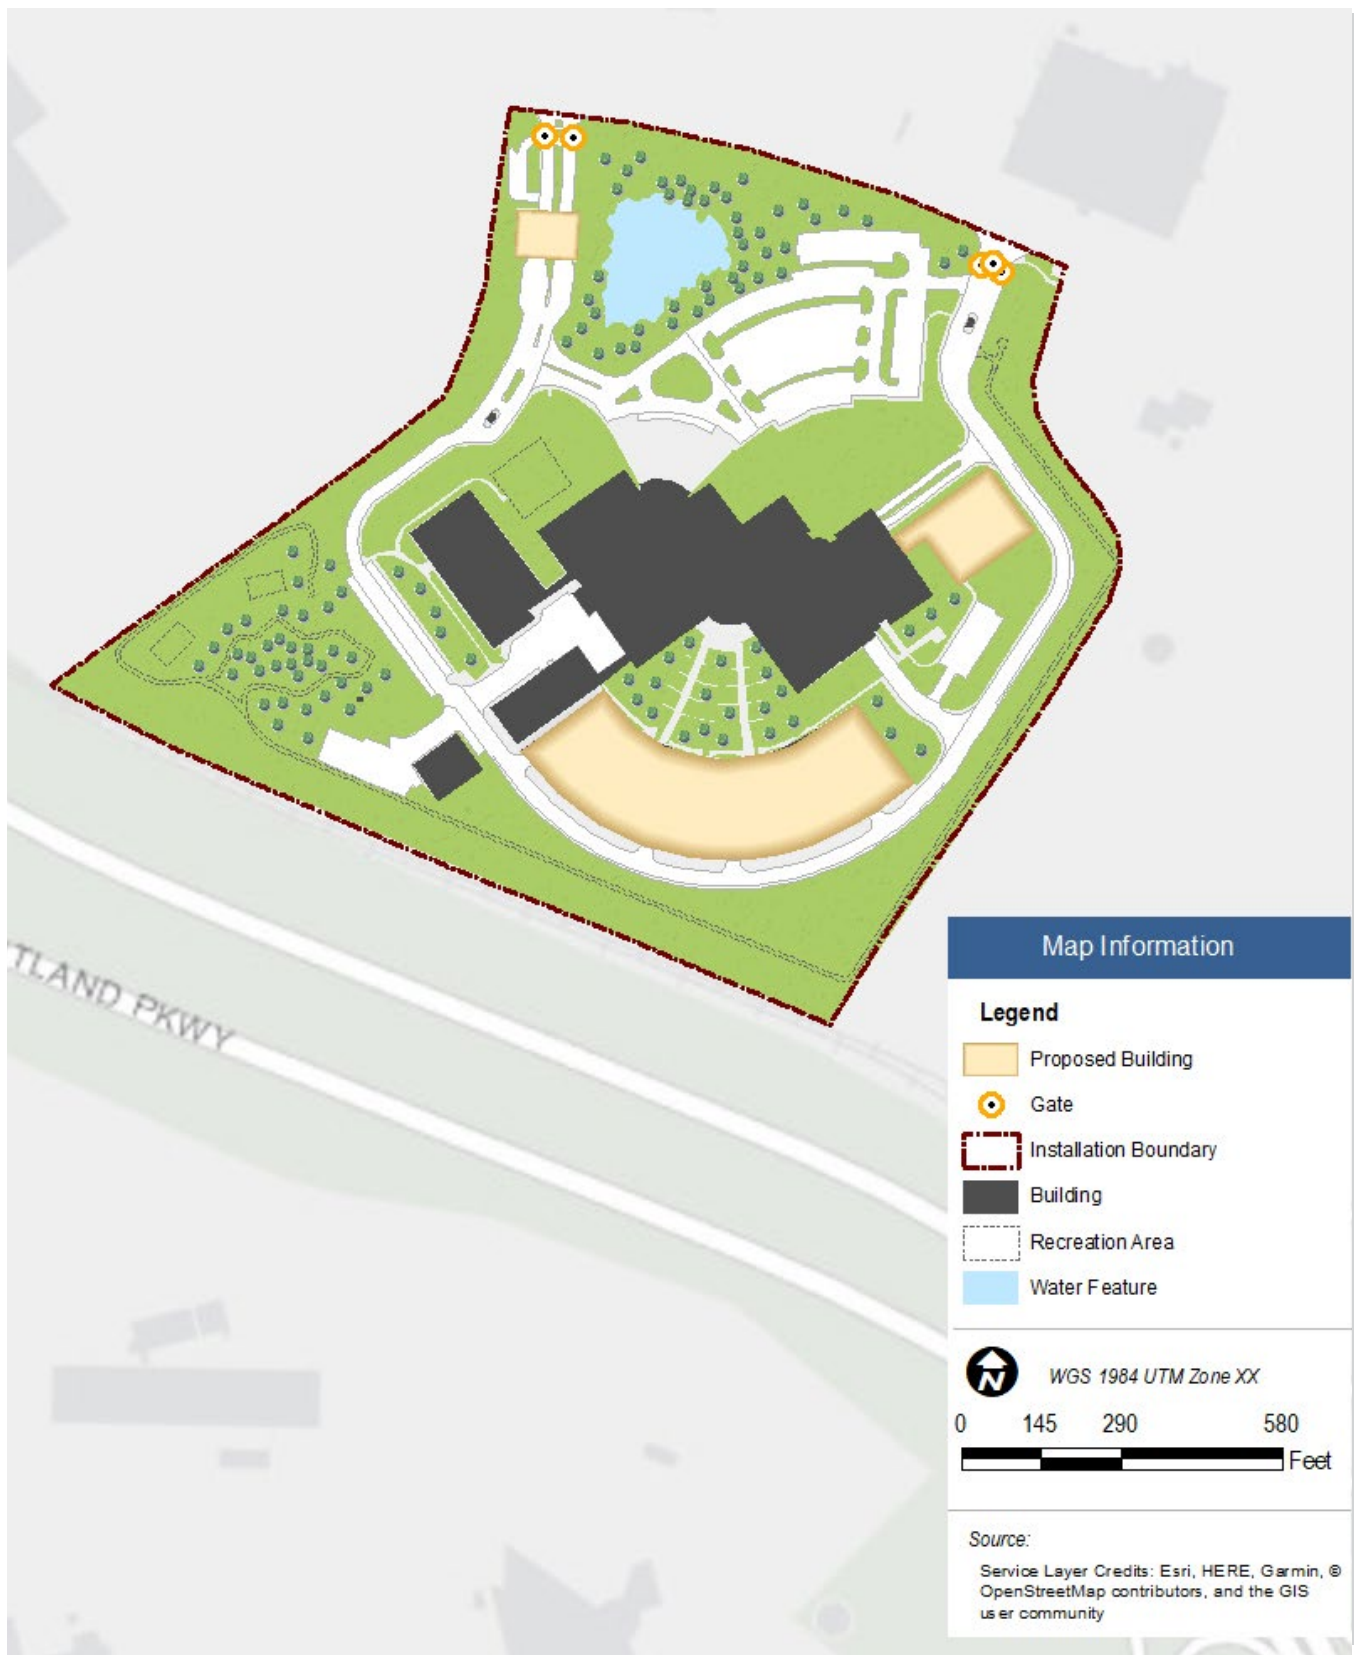 TLAND PKWY
Map Information
Legend
Proposed Building
Gate
Installation Boundary
Building
Recreation Area
Water Feature
N
WGS 1984 UTM Zone XX
0 145 290 580
Feet
Source:
Service Layer Credits: Esri, HERE, Garmin, ©
OpenStreetMap contributors, and the GIS
user community